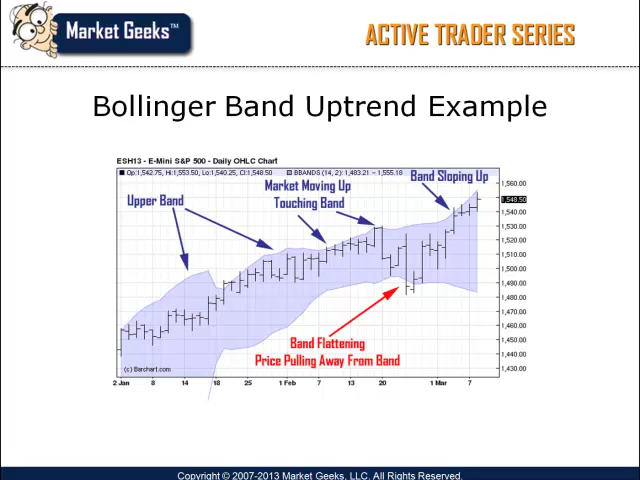 Market Geeks™
ACTIVE TRADER SERIES
Bollinger Band Uptrend Example
ESH13 - E-Mini S&P 500 - Daily OHLC Chart
Op:1,542.75, Hi:1,553.50, Lo:1,540.25, Cl:1,548.50 BBANDS (14, 2):1,483.21 ~ 1,555.18
Band Sloping Up
Market Moving Up
Touching Band
Upper Band
1,560.00
1,548.50
1,540.00
1,530.00
1,520.00
1,510.00
1,500.00
1,490.00
1,480.00
1,470.00
1,460.00
1,450.00
1,440.00
1,430.00
Band Flattening
Price Pulling Away From Band
(c) Barchart.com
2 Jan 8 14 18 25 1 Feb 7 13 20 1 Mar 7
Copyright © 2007-2013 Market Geeks, LLC. All Rights Reserved.